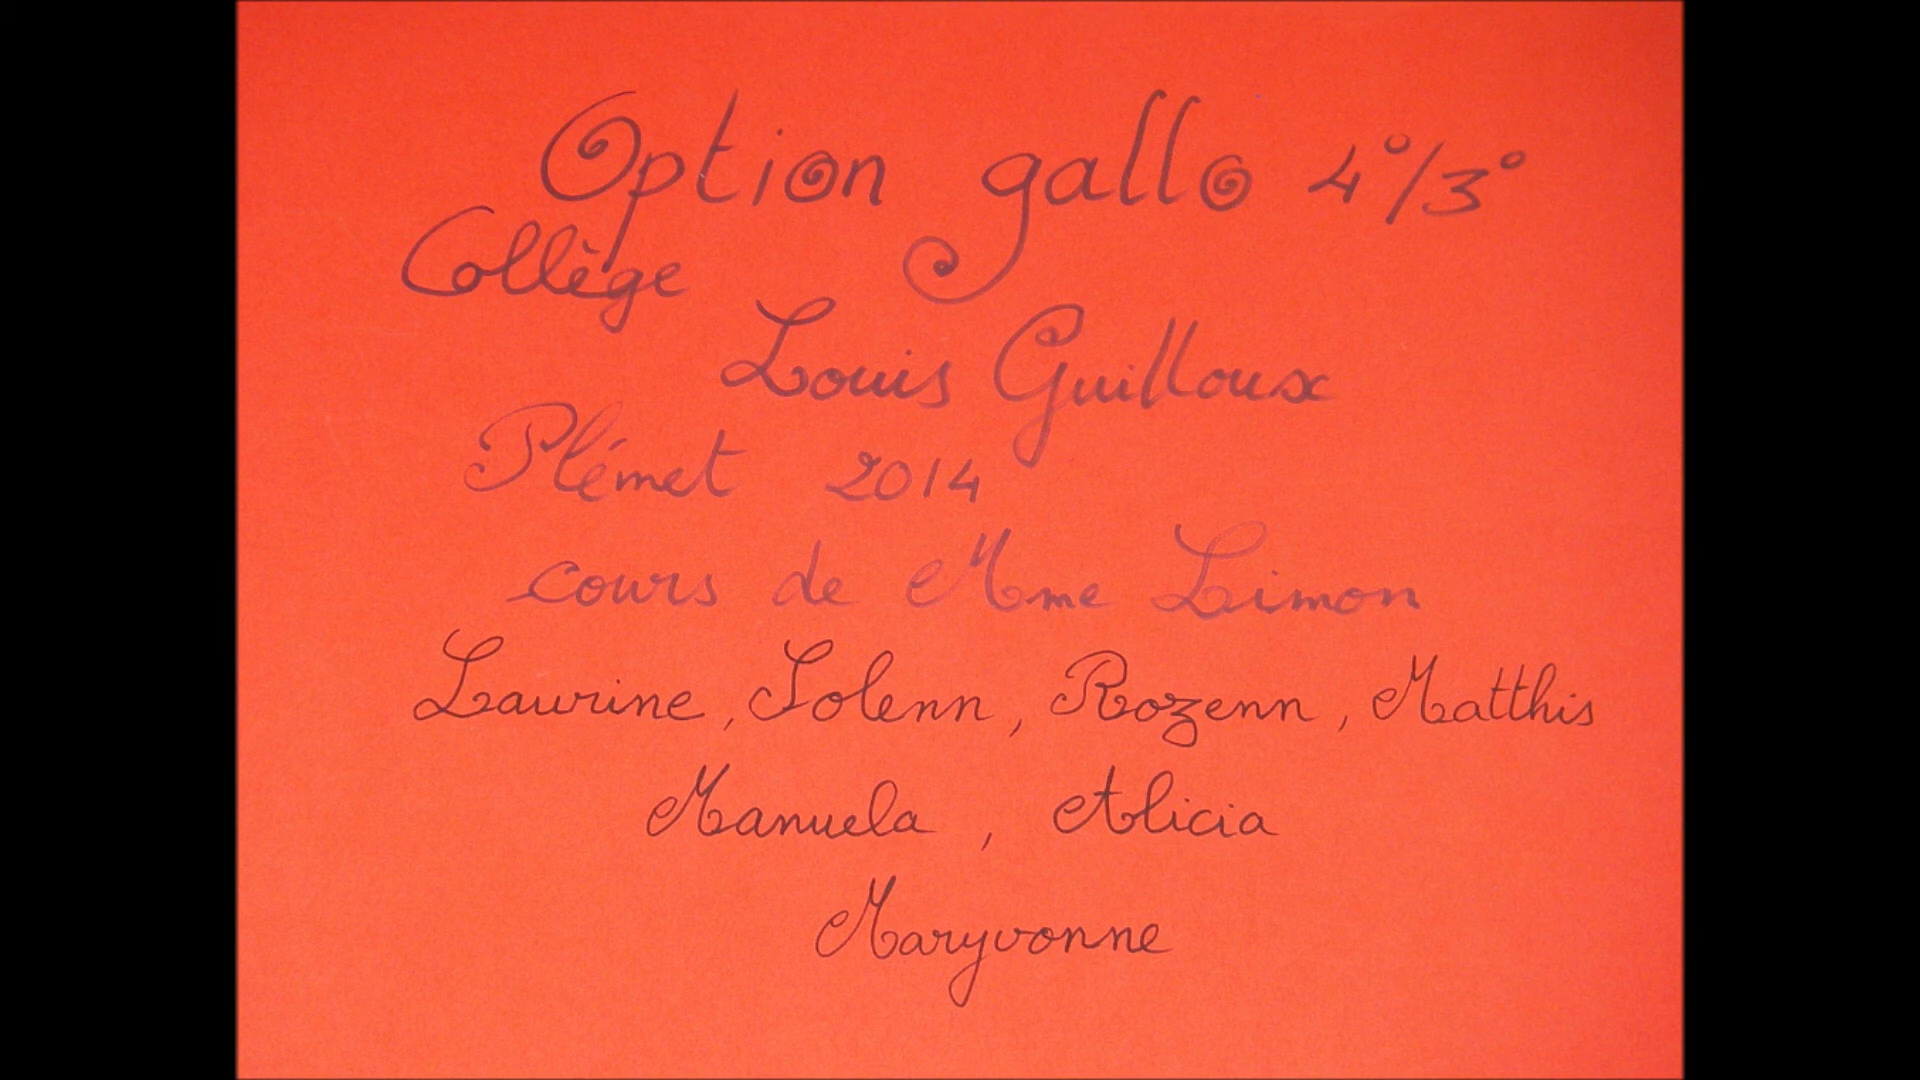 Option gallo 4°/3°
Collège
Louis Guilloux
Plémet 2014
cours de Mme Limon
Laurine, Solenn, Rozenn, Matthis
Manuela, Alicia
Maryvonne